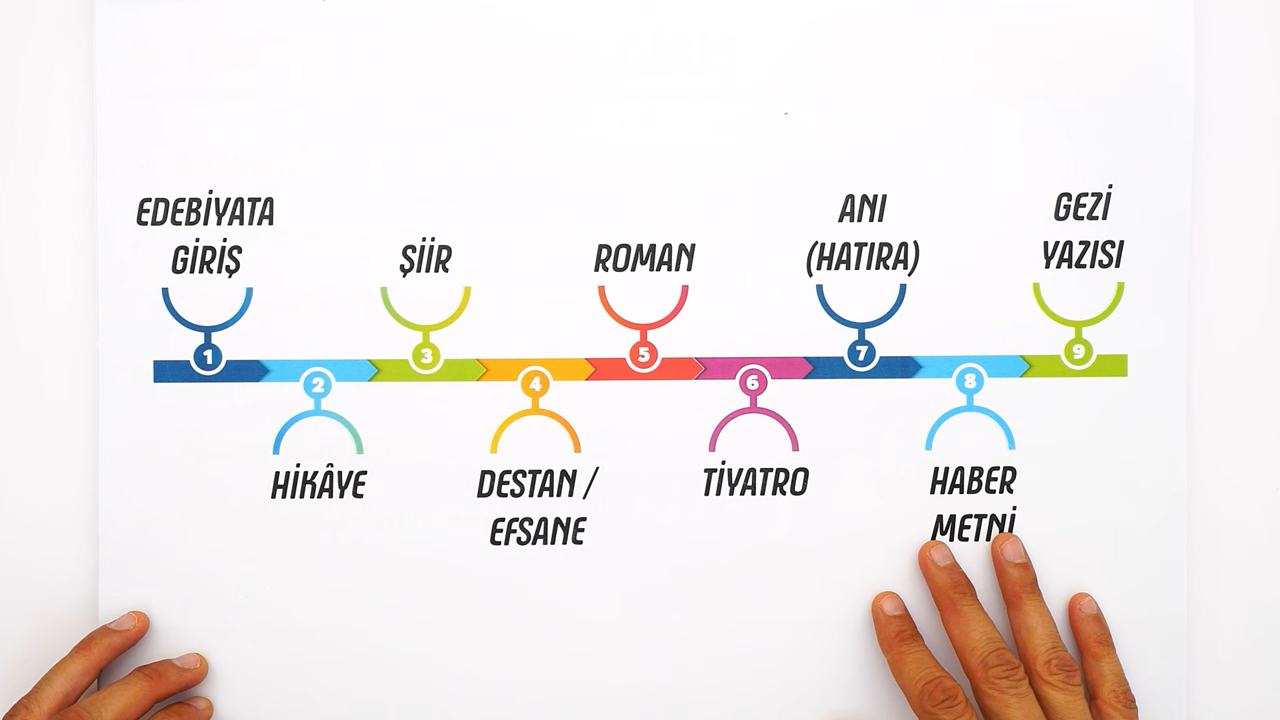 EDEBİYATA
GİRİŞ
1
HİKÂYE
2
ŞİİR
3
DESTAN /
EFSANE
4
ROMAN
5
TİYATRO
6
ANI
(HATIRA)
7
HABER
METNİ
8
GEZİ
YAZISI
9